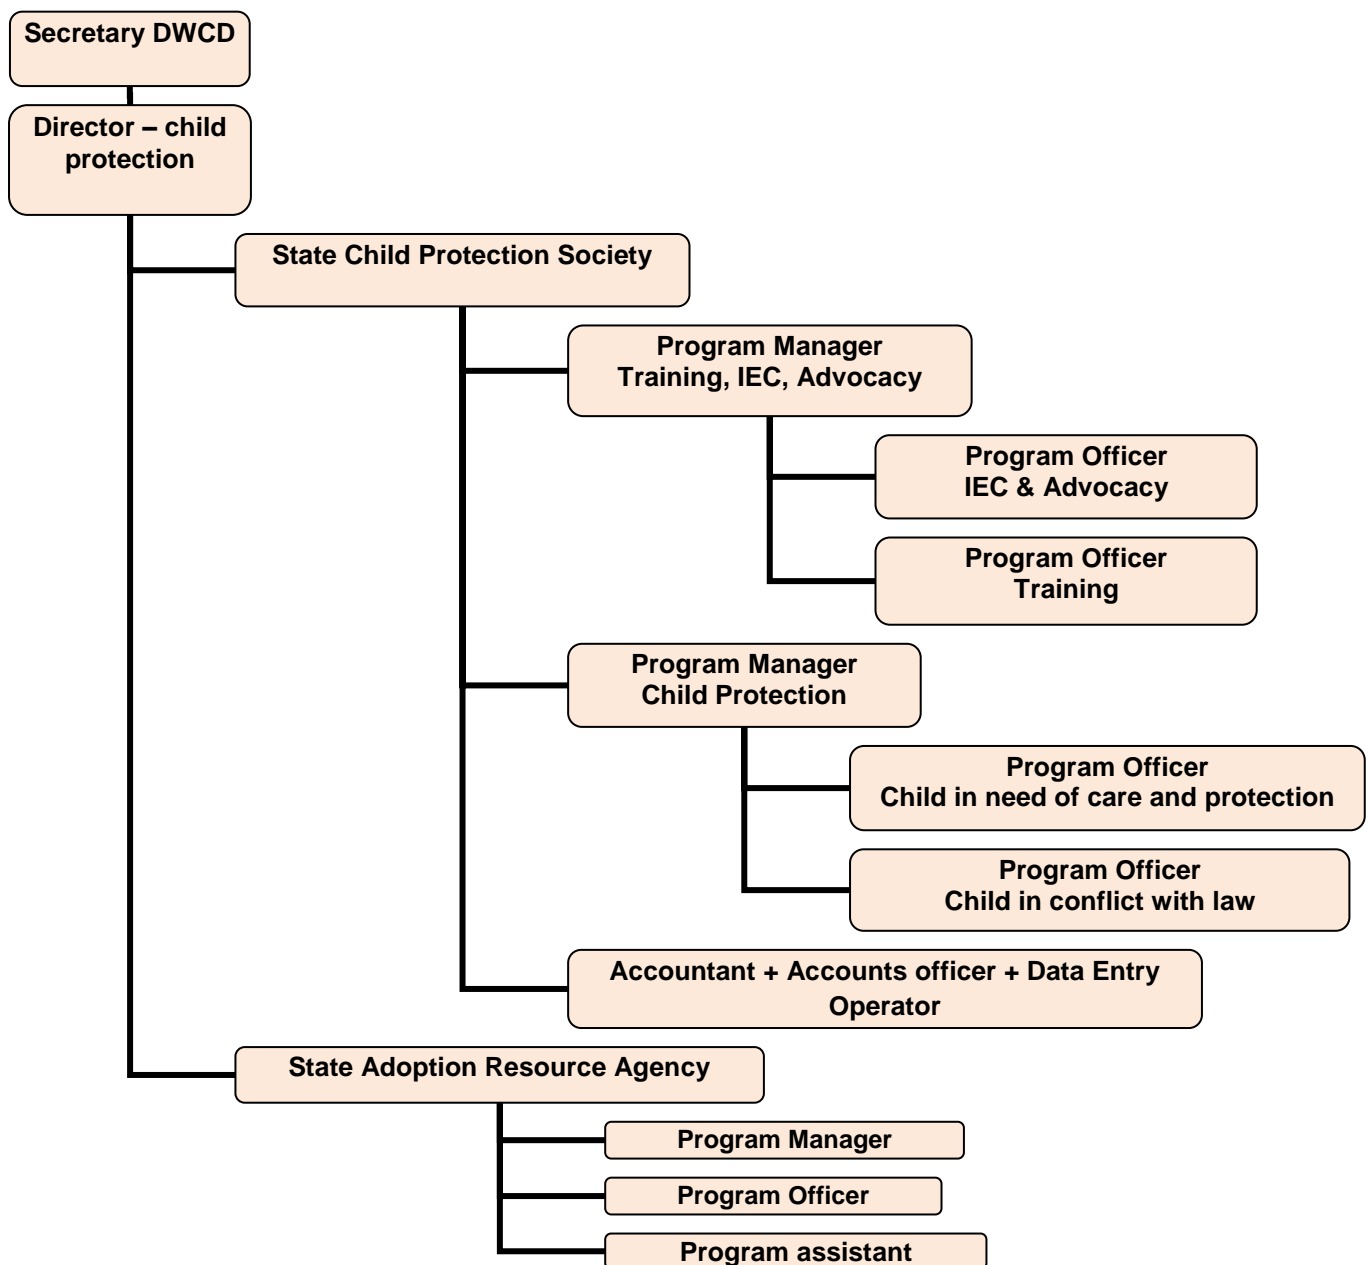 Secretary DWCD
Director – child
protection
State Child Protection Society
Program Manager
Training, IEC, Advocacy
Program Officer
IEC & Advocacy
Program Officer
Training
Program Manager
Child Protection
Program Officer
Child in need of care and protection
Program Officer
Child in conflict with law
Accountant + Accounts officer + Data Entry
Operator
State Adoption Resource Agency
Program Manager
Program Officer
Program assistant